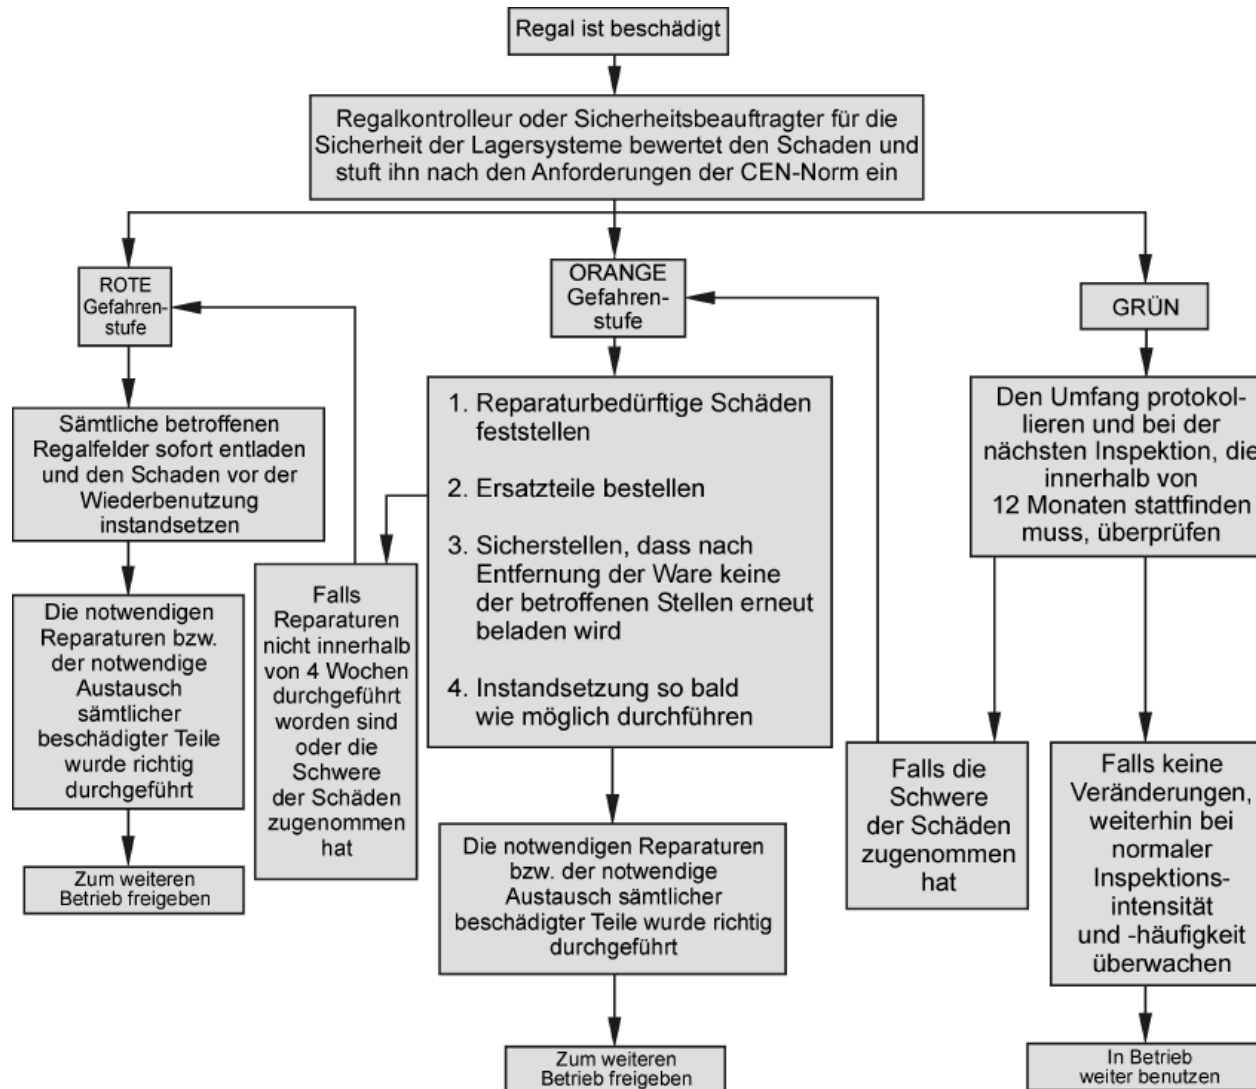 Regal ist beschädigt
Regalkontrolleur oder Sicherheitsbeauftragter für die
Sicherheit der Lagersysteme bewertet den Schaden und
stuft ihn nach den Anforderungen der CEN-Norm ein
ROTE
Gefahren-
stufe
Sämtliche betroffenen
Regalfelder sofort entladen
und den Schaden vor der
Wiederbenutzung
instandsetzen
Die notwendigen
Reparaturen bzw.
der notwendige
Austausch
sämtlicher
beschädigter Teile
wurde richtig
durchgeführt
Zum weiteren
Betrieb freigeben
Falls
Reparaturen
nicht innerhalb
von 4 Wochen
durchgeführt
worden sind
oder die
Schwere
der Schäden
zugenommen
hat
ORANGE
Gefahren-
stufe
1. Reparaturbedürftige Schäden
feststellen
2. Ersatzteile bestellen
3. Sicherstellen, dass nach
Entfernung der Ware keine
der betroffenen Stellen erneut
beladen wird
4. Instandsetzung so bald
wie möglich durchführen
Die notwendigen Reparaturen
bzw. der notwendige
Austausch sämtlicher
beschädigter Teile wurde richtig
durchgeführt
Zum weiteren
Betrieb freigeben
GRÜN
Den Umfang protokol-
lieren und bei der
nächsten Inspektion, die
innerhalb von
12 Monaten stattfinden
muss, überprüfen
Falls die
Schwere
der Schäden
zugenommen
hat
Falls keine
Veränderungen,
weiterhin bei
normaler
Inspektions-
intensität
und -häufigkeit
überwachen
In Betrieb
weiter benutzen